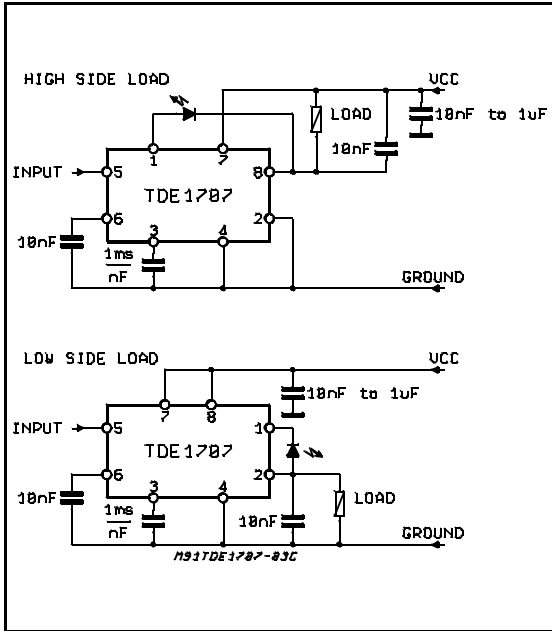 HIGH SIDE LOAD
VCC
LOAD
10nF to 1uF
10nF
1
7
INPUT
5
8
TDE1707
6
2
10nF
3
4
1ms
nF
GROUND
LOW SIDE LOAD
VCC
10nF to 1uF
7
8
INPUT
5
1
TDE1707
6
2
10nF
3
4
LOAD
1ms
nF
10nF
GROUND
M91TDE1707-03C